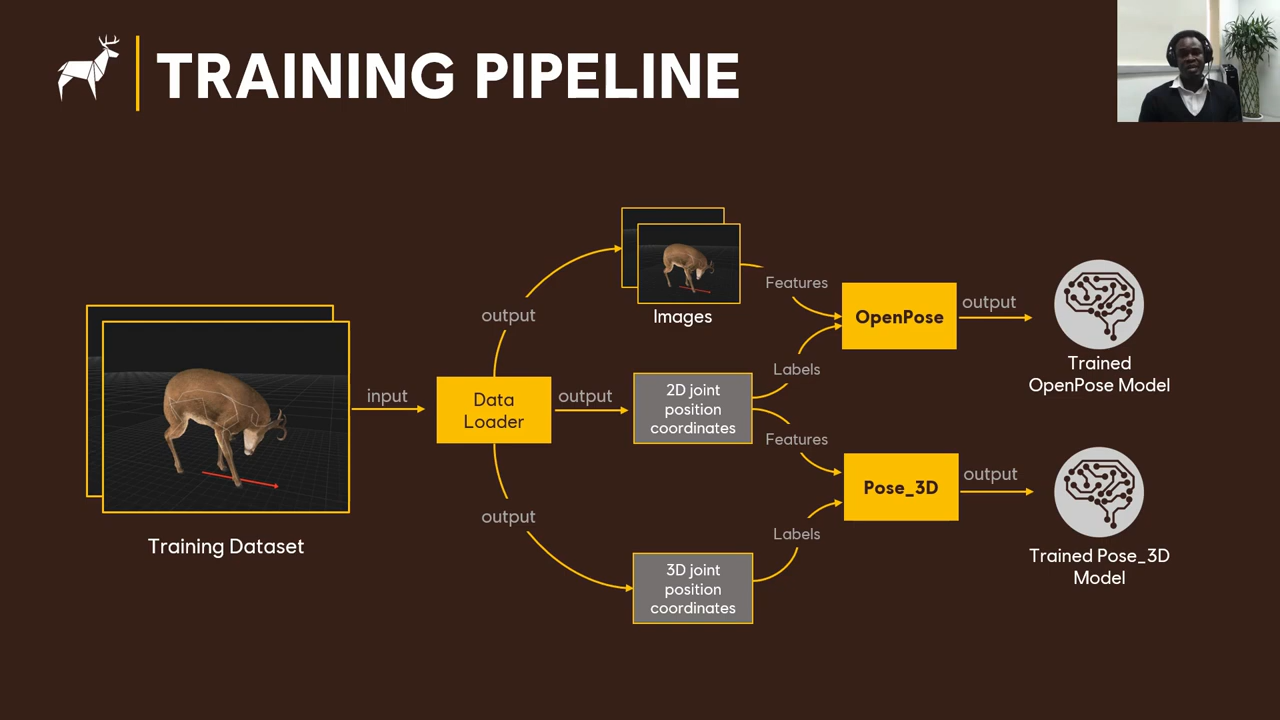 TRAINING PIPELINE
Training Dataset
input
Data
Loader
output
output
output
Images
2D joint
position
coordinates
3D joint
position
coordinates
Features
Labels
Features
Labels
OpenPose
Pose_3D
output
output
Trained
OpenPose Model
Trained Pose_3D
Model